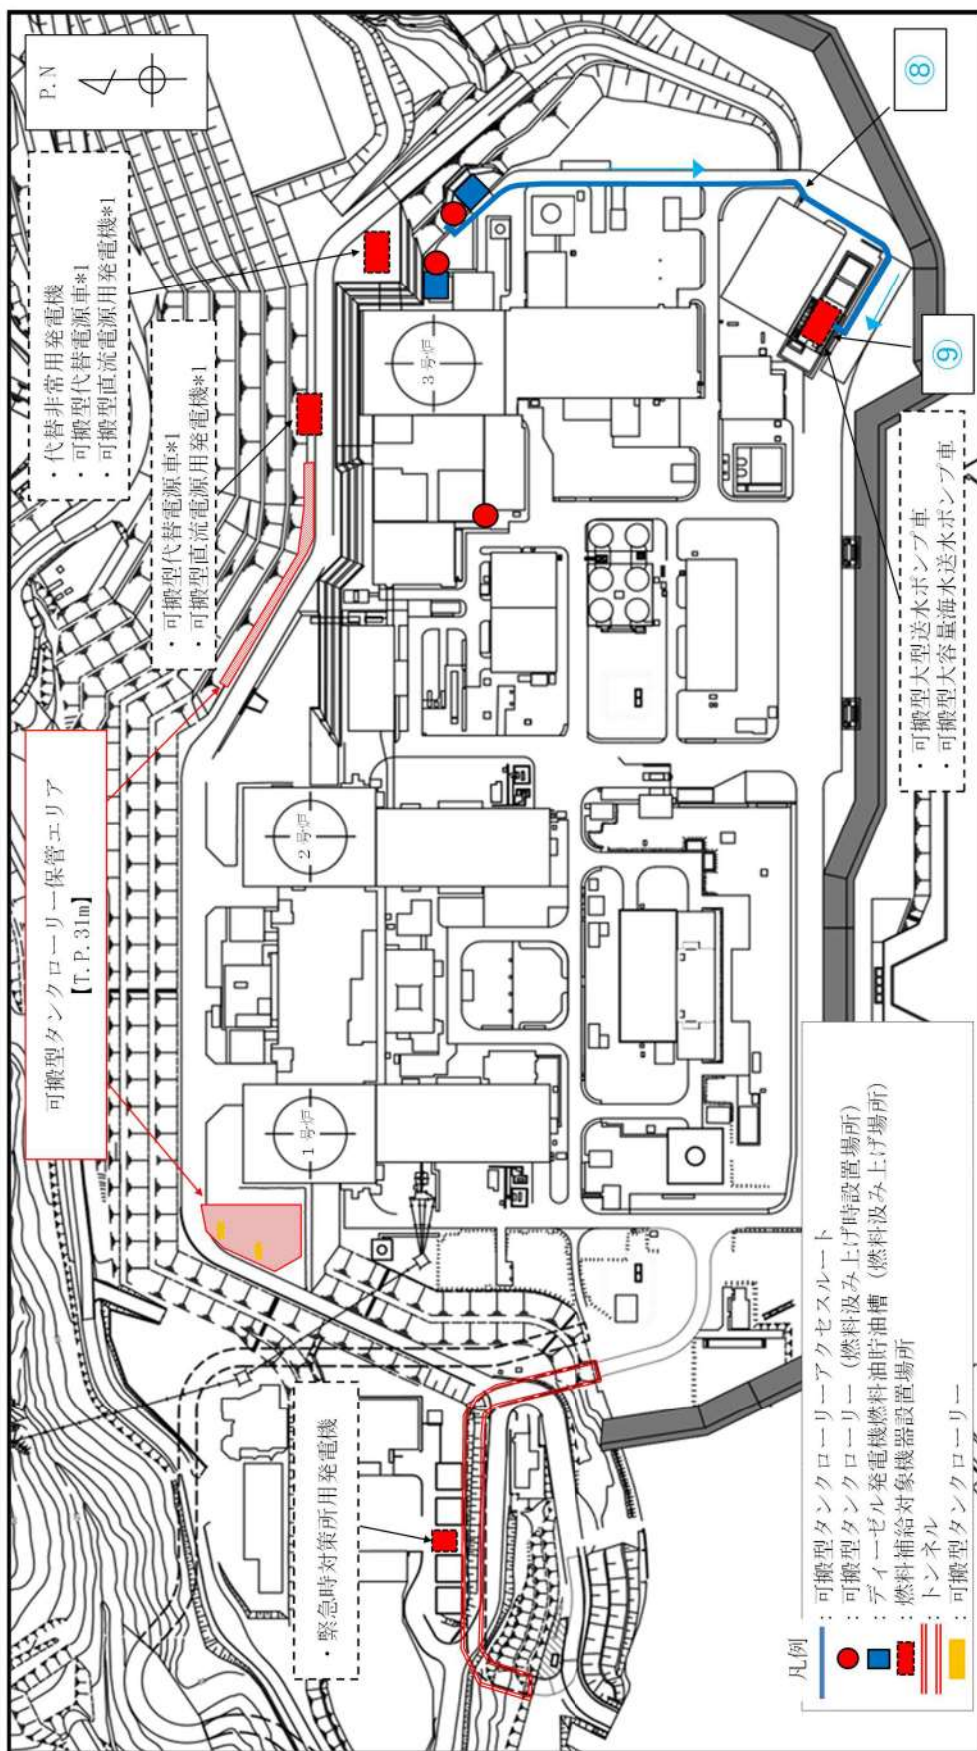 P.N
・代替非常用発電機
・可搬型代替電源車*1
・可搬型直流電源用発電機*1
・可搬型代替電源車*1
・可搬型直流電源用発電機*1
可搬型タンクローリー保管エリア
【T.P.31m】
・緊急時対策所用発電機
1号炉
2号炉
3号炉
⑧
⑨
・可搬型大型送水ポンプ車
・可搬型大容量海水送水ポンプ車
凡例
：可搬型タンクローリーアクセスルート
：可搬型タンクローリー（燃料汲み上げ時設置場所）
：ディーゼル発電機燃料油貯油槽（燃料汲み上げ場所）
：燃料補給対象機器設置場所
：トンネル
：可搬型タンクローリー